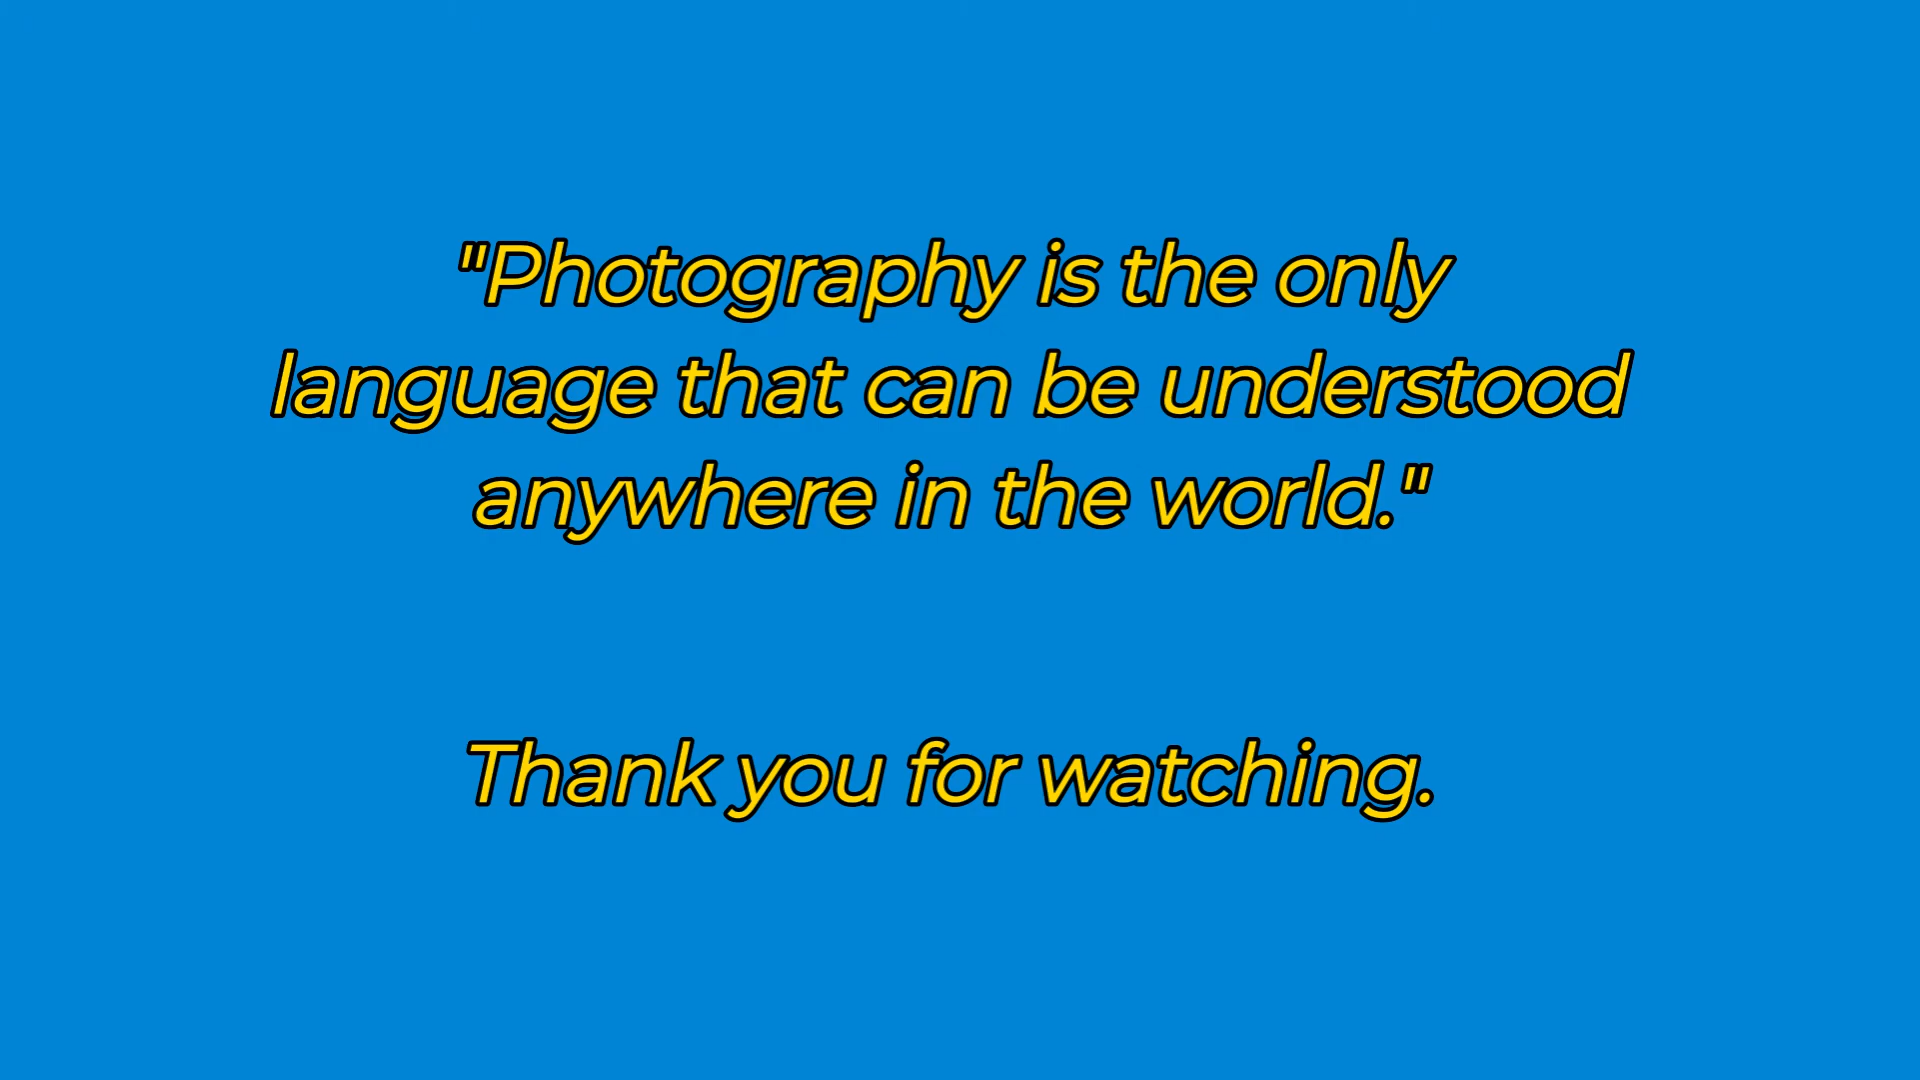 "Photography is the only
language that can be understood
anywhere in the world."
Thank you for watching.